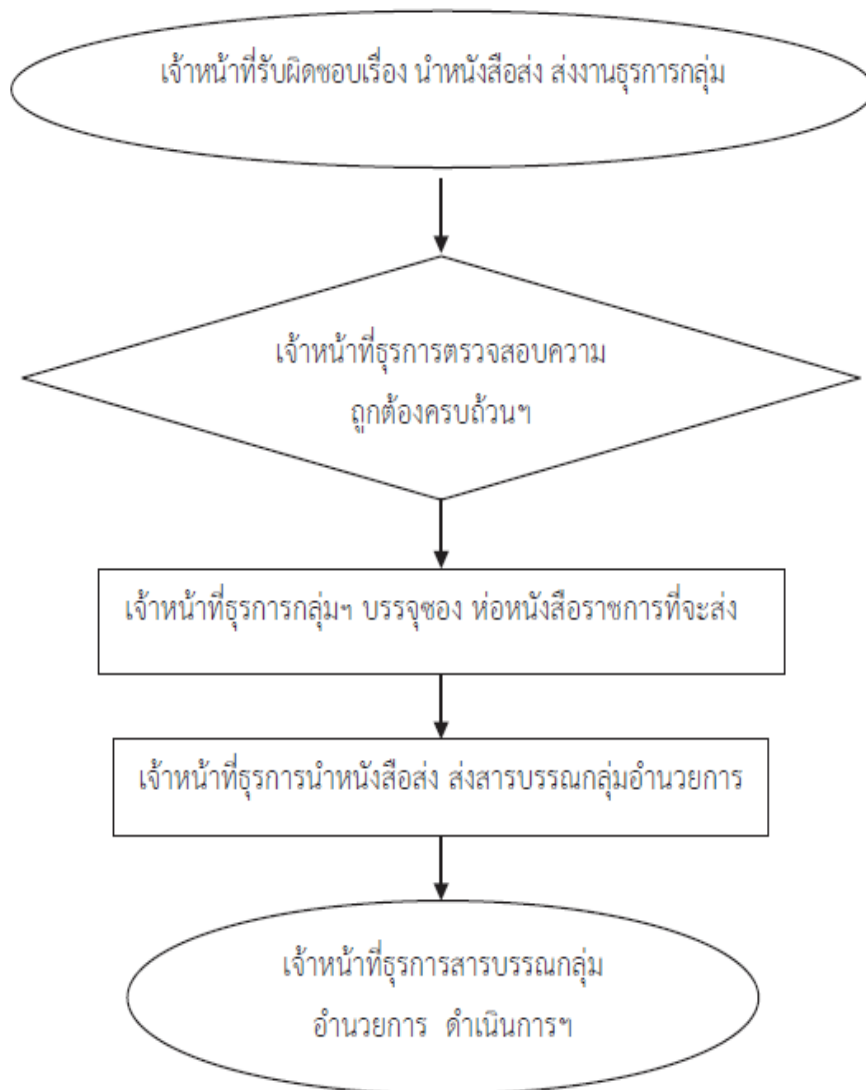 เจ้าหน้าที่รับผิดชอบเรื่อง นำหนังสือส่ง ส่งงานธุรการกลุ่ม
เจ้าหน้าที่ธุรการตรวจสอบความ
ถูกต้องครบถ้วนฯ
เจ้าหน้าที่ธุรการกลุ่มฯ บรรจุซอง ห่อหนังสือราชการที่จะส่ง
เจ้าหน้าที่ธุรการนำหนังสือส่ง ส่งสารบรรณกลุ่มอำนวยการ
เจ้าหน้าที่ธุรการสารบรรณกลุ่ม
อำนวยการ ดำเนินการฯ